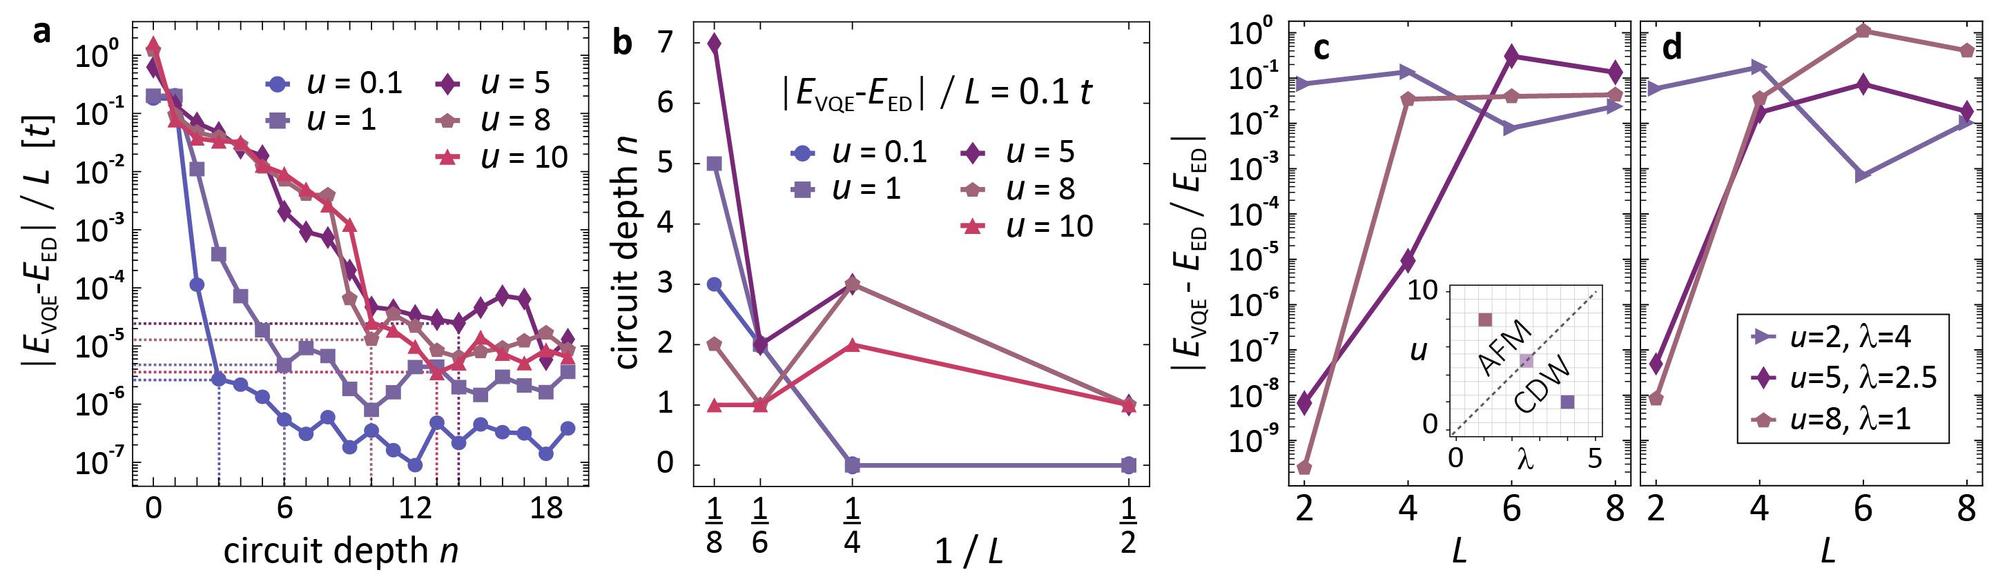 a
|E_VQE-E_ED| / L [t]
10^0
10^-1
10^-2
10^-3
10^-4
10^-5
10^-6
10^-7
u = 0.1
u = 1
u = 5
u = 8
u = 10
0 6 12 18
circuit depth n
b
circuit depth n
7
6
5
4
3
2
1
0
|E_VQE-E_ED| / L = 0.1 t
u = 0.1
u = 1
u = 5
u = 8
u = 10
1/8 1/6 1/4 1/2
1 / L
c
|E_VQE - E_ED / E_ED|
10^0
10^-1
10^-2
10^-3
10^-4
10^-5
10^-6
10^-7
10^-8
10^-9
10
u
0
AFM
CDW
0 λ 5
2 4 6 8
L
d
u=2, λ=4
u=5, λ=2.5
u=8, λ=1
2 4 6 8
L